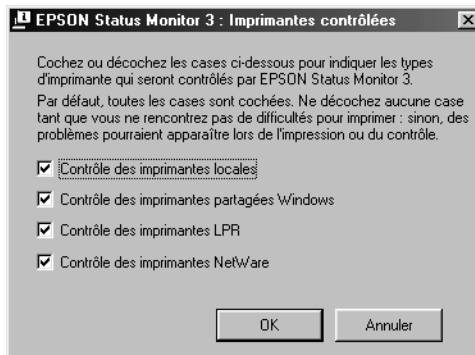 EPSON Status Monitor 3 : Imprimantes contrôlées
Cochez ou décochez les cases ci-dessous pour indiquer les types
d'imprimante qui seront contrôlés par EPSON Status Monitor 3.
Par défaut, toutes les cases sont cochées. Ne décochez aucune case
tant que vous ne rencontrez pas de difficultés pour imprimer : sinon, des
problèmes pourraient apparaître lors de l'impression ou du contrôle.
Contrôle des imprimantes locales
Contrôle des imprimantes partagées Windows
Contrôle des imprimantes LPR
Contrôle des imprimantes NetWare
OK
Annuler